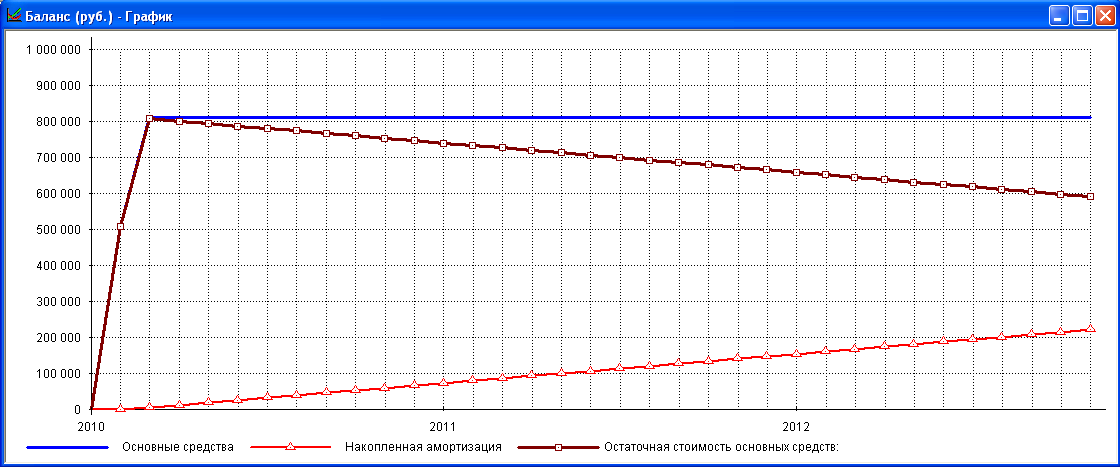 Баланс (руб.) - График
1 000 000
900 000
800 000
700 000
600 000
500 000
400 000
300 000
200 000
100 000
0
2010 2011 2012
Основные средства Накопленная амортизация Остаточная стоимость основных средств: